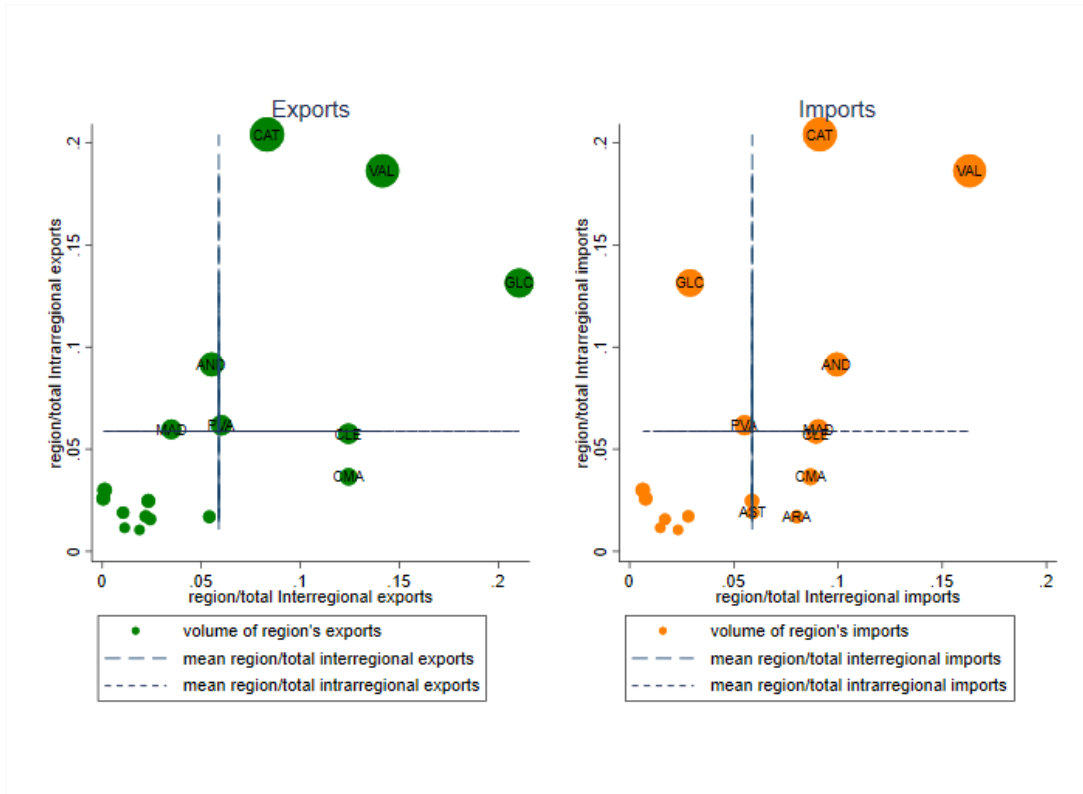 Exports
region/total Intrarregional exports
.2
.15
.1
.05
0
CAT
VAL
GLC
AND
MAD
PVA
CLE
CMA
0
.05
.1
.15
.2
region/total Interregional exports
volume of region's exports
mean region/total interregional exports
mean region/total intrarregional exports
Imports
region/total Intrarregional imports
.2
.15
.1
.05
0
CAT
VAL
GLC
AND
PVA
MAD
CLE
CMA
AST
ARA
0
.05
.1
.15
.2
region/total Interregional imports
volume of region's imports
mean region/total interregional imports
mean region/total intrarregional imports